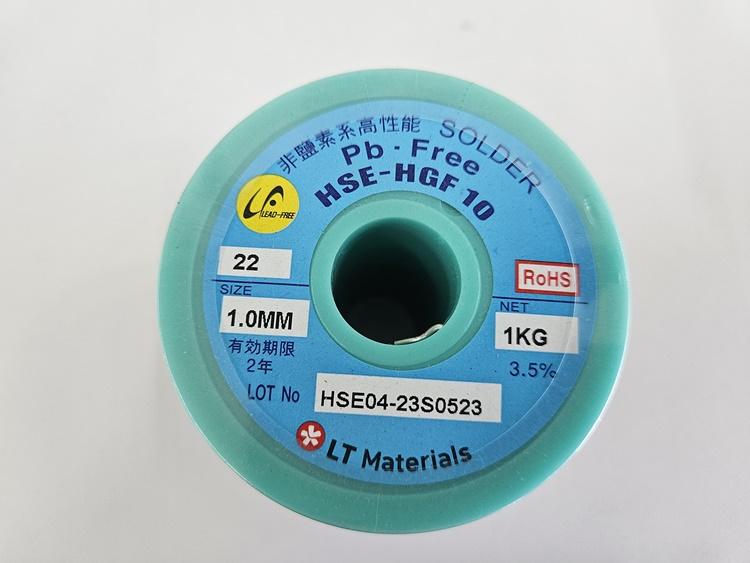 非鹽素系高性能 SOLDER
Pb・Free
HSE-HGF 10
LEAD-FREE
22
RoHS
SIZE
NET
1.0MM
1KG
有効期限
2年
3.5%
LOT No
HSE04-23S0523
LT Materials